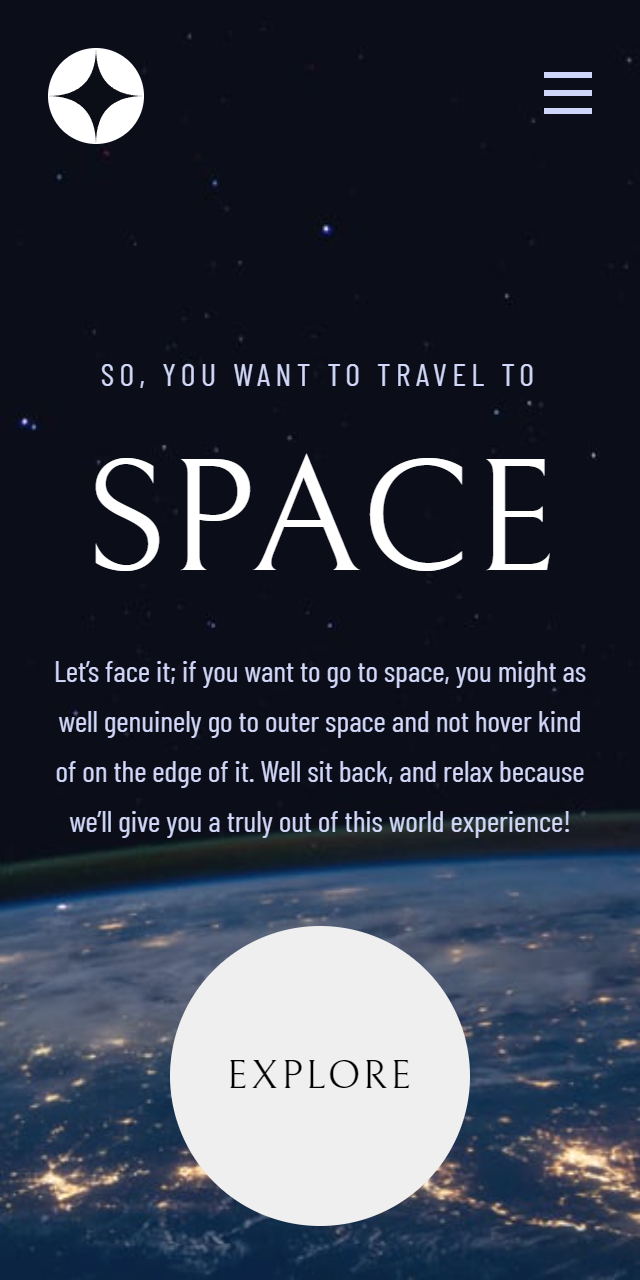 SO, YOU WANT TO TRAVEL TO
SPACE
Let’s face it; if you want to go to space, you might as
well genuinely go to outer space and not hover kind
of on the edge of it. Well sit back, and relax because
we’ll give you a truly out of this world experience!
EXPLORE